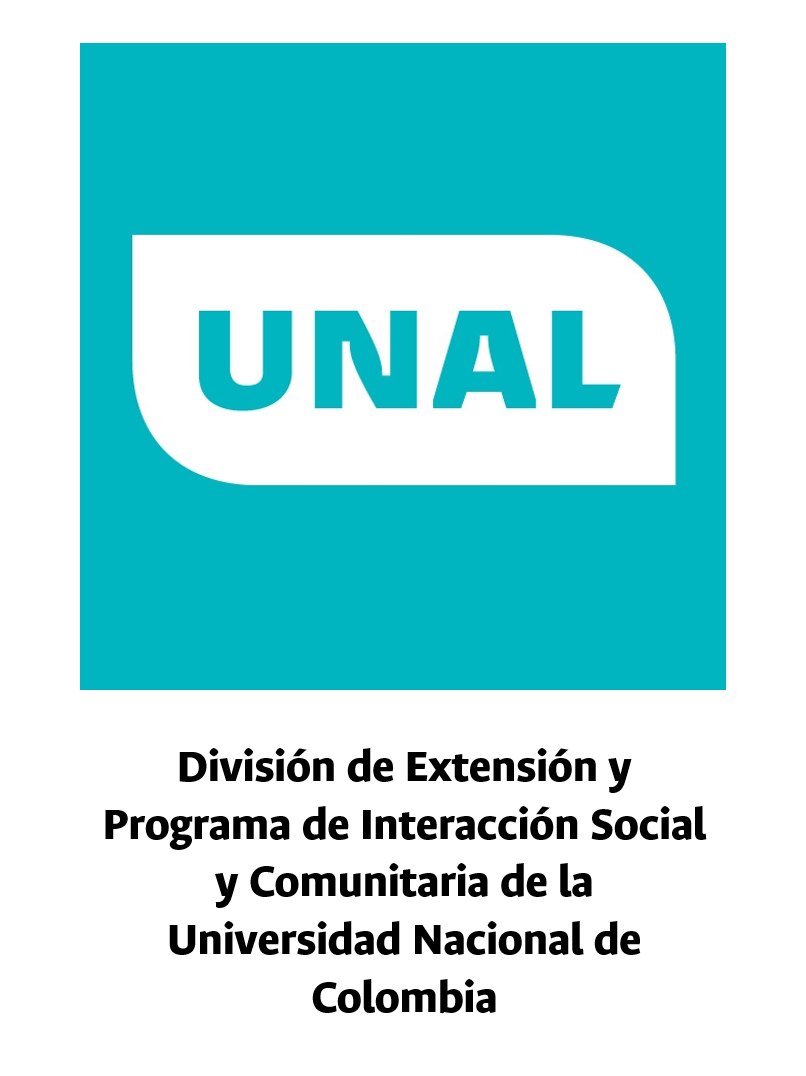 UNAL
División de Extensión y
Programa de Interacción Social
y Comunitaria de la
Universidad Nacional de
Colombia